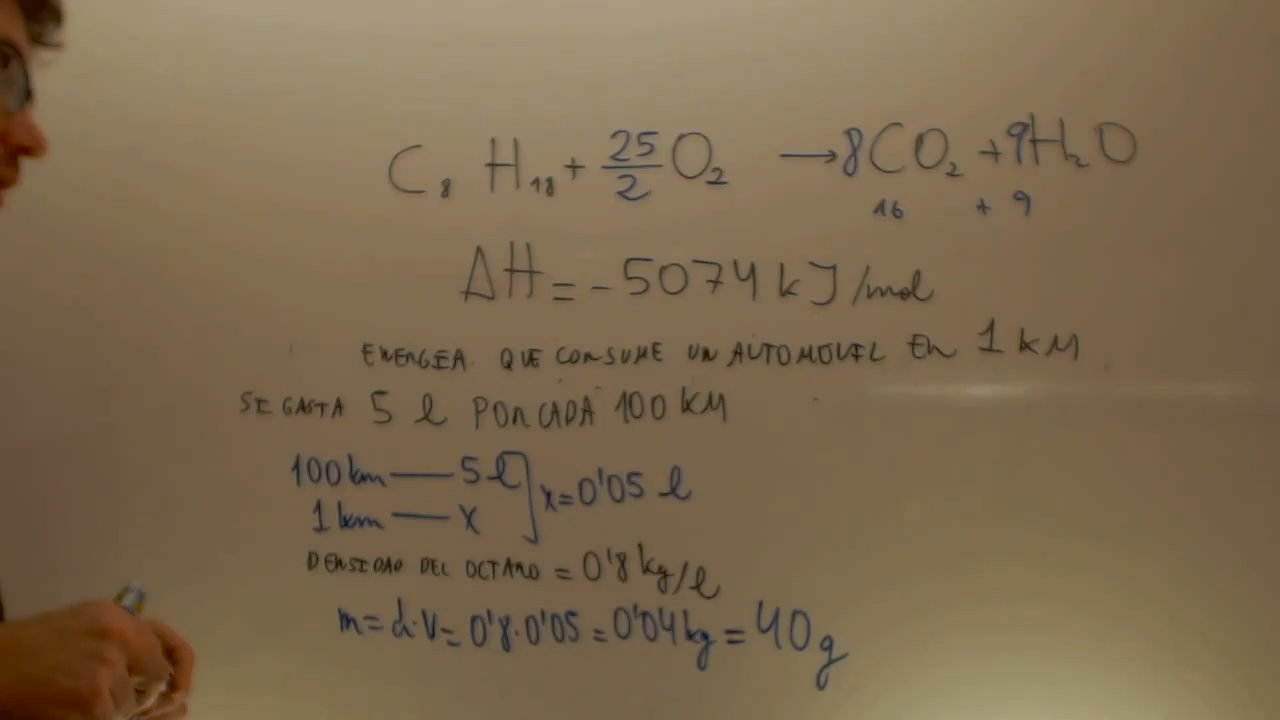 C₈ H₁₈ + 25/2 O₂ → 8CO₂ + 9H₂O
16 + 9
ΔH = -5074 kJ/mol
ENERGIA QUE CONSUME UN AUTOMOVIL EN 1 KM
SI GASTA 5 l POR CADA 100 KM
100 km — 5 l
1 km — x
x = 0'05 l
DENSIDAD DEL OCTANO = 0'8 kg/l
m = d·V = 0'8·0'05 = 0'04 kg = 40 g